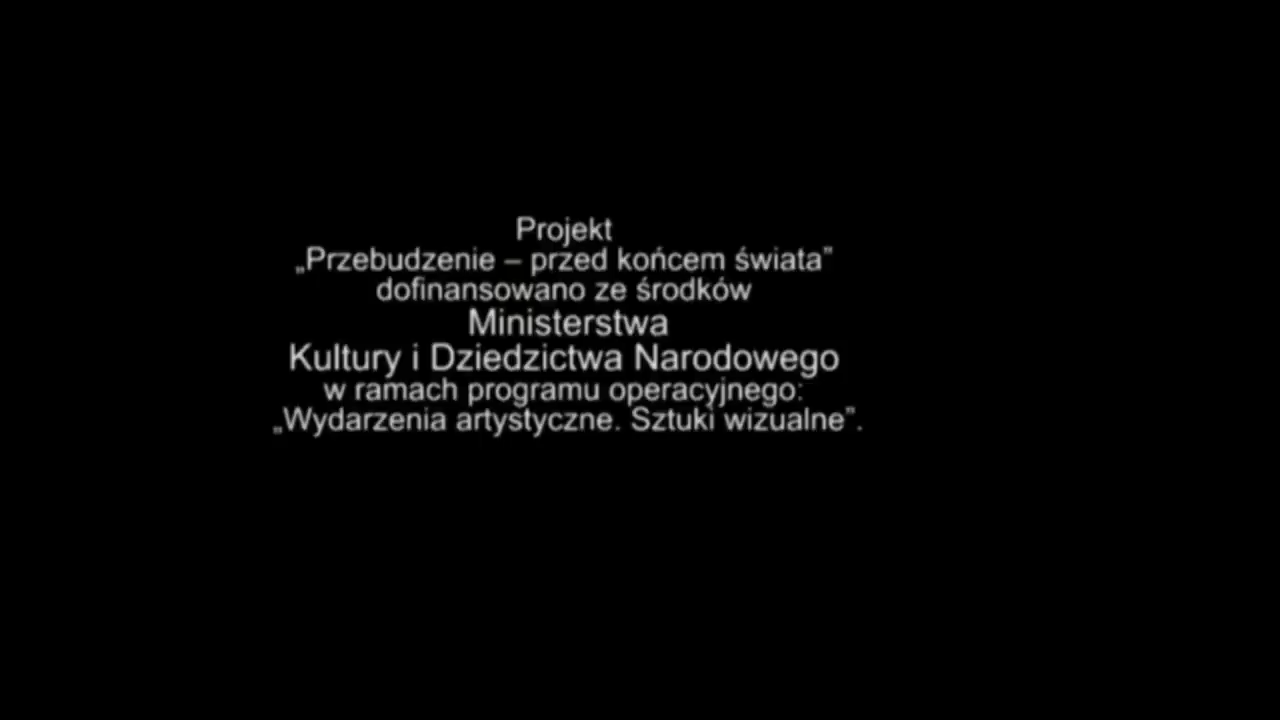 Projekt
„Przebudzenie – przed końcem świata”
dofinansowano ze środków
Ministerstwa
Kultury i Dziedzictwa Narodowego
w ramach programu operacyjnego:
„Wydarzenia artystyczne. Sztuki wizualne”.